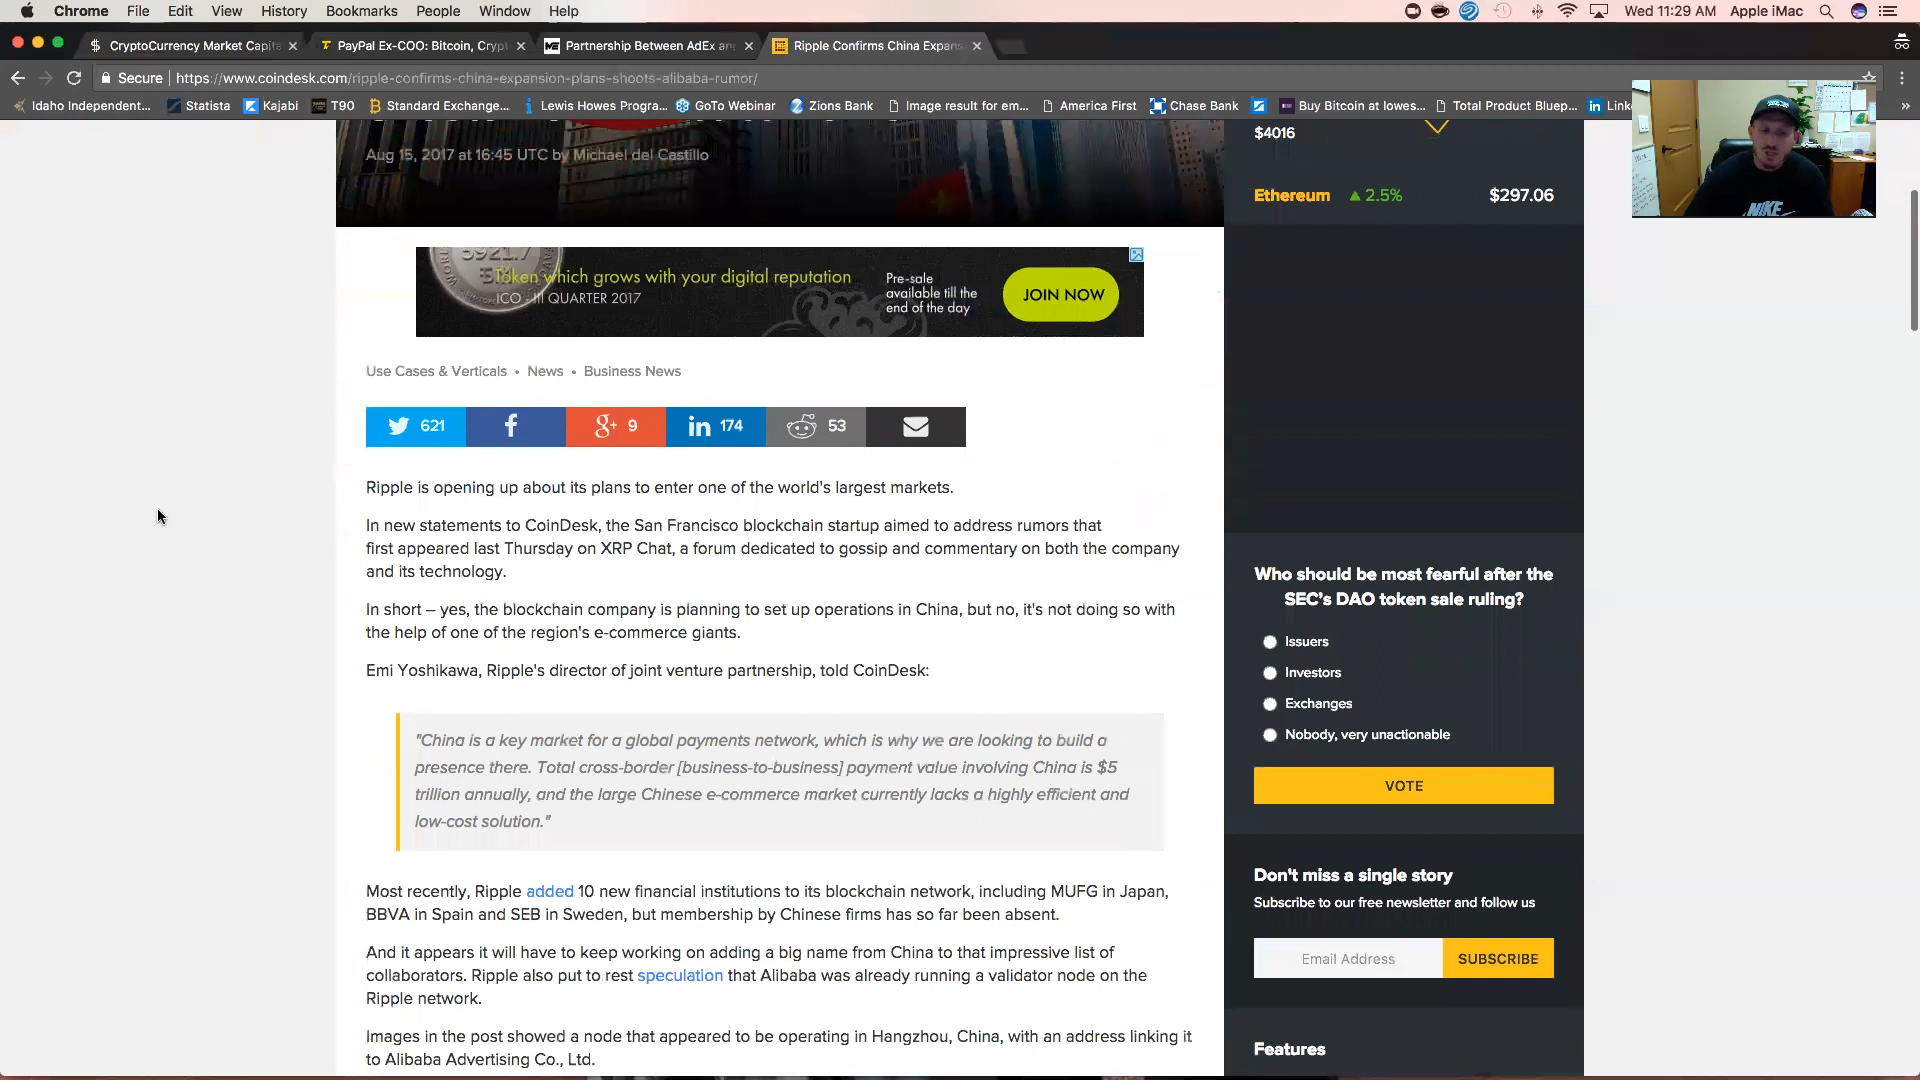 Chrome File Edit View History Bookmarks People Window Help Wed 11:29 AM Apple iMac
CryptoCurrency Market Capit PayPal Ex-COO: Bitcoin, Cryp Partnership Between AdEx an Ripple Confirms China Expans
Secure https://www.coindesk.com/ripple-confirms-china-expansion-plans-shoots-alibaba-rumor/
Idaho Independent... Statista Kajabi T90 Standard Exchange... Lewis Howes Progra... GoTo Webinar Zions Bank Image result for em... America First Chase Bank Buy Bitcoin at lowes... Total Product Bluep... Link
$4016
Aug 15, 2017 at 16:45 UTC by Michael del Castillo
Ethereum ▲ 2.5% $297.06
Token which grows with your digital reputation
ICO - III QUARTER 2017
Pre-sale
available till the
end of the day
JOIN NOW
Use Cases & Verticals • News • Business News
621 9 174 53
Ripple is opening up about its plans to enter one of the world's largest markets.
In new statements to CoinDesk, the San Francisco blockchain startup aimed to address rumors that
first appeared last Thursday on XRP Chat, a forum dedicated to gossip and commentary on both the company
and its technology.
In short – yes, the blockchain company is planning to set up operations in China, but no, it's not doing so with
the help of one of the region's e-commerce giants.
Emi Yoshikawa, Ripple's director of joint venture partnership, told CoinDesk:
"China is a key market for a global payments network, which is why we are looking to build a
presence there. Total cross-border [business-to-business] payment value involving China is $5
trillion annually, and the large Chinese e-commerce market currently lacks a highly efficient and
low-cost solution."
Most recently, Ripple added 10 new financial institutions to its blockchain network, including MUFG in Japan,
BBVA in Spain and SEB in Sweden, but membership by Chinese firms has so far been absent.
And it appears it will have to keep working on adding a big name from China to that impressive list of
collaborators. Ripple also put to rest speculation that Alibaba was already running a validator node on the
Ripple network.
Images in the post showed a node that appeared to be operating in Hangzhou, China, with an address linking it
to Alibaba Advertising Co., Ltd.
Who should be most fearful after the
SEC's DAO token sale ruling?
Issuers
Investors
Exchanges
Nobody, very unactionable
VOTE
Don't miss a single story
Subscribe to our free newsletter and follow us
Email Address SUBSCRIBE
Features
NIKE